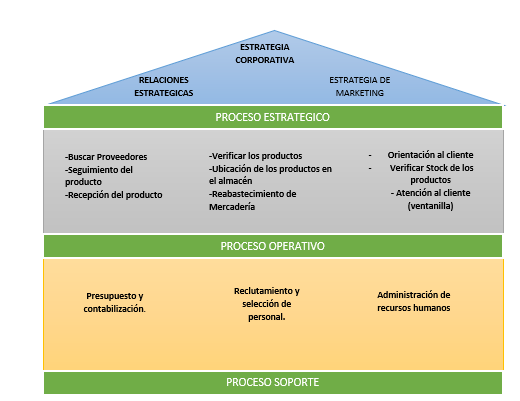 ESTRATEGIA
CORPORATIVA
RELACIONES
ESTRATEGICAS
ESTRATEGIA DE
MARKETING
PROCESO ESTRATEGICO
-Buscar Proveedores
-Seguimiento del
producto
-Recepción del producto
-Verificar los productos
-Ubicación de los productos en
el almacén
-Reabastecimiento de
Mercadería
- Orientación al cliente
- Verificar Stock de los
productos
- Atención al cliente
(ventanilla)
PROCESO OPERATIVO
Presupuesto y
contabilización.
Reclutamiento y
selección de
personal.
Administración de
recursos humanos
PROCESO SOPORTE